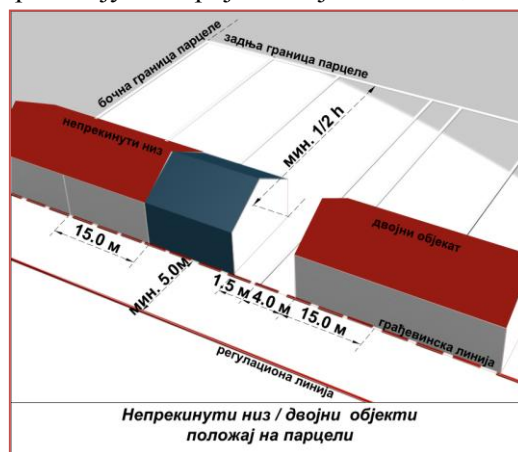 задња граница парцеле
бочна граница парцеле
непрекинути низ
мин. 1/2 h
двојни објекат
15.0 м
мин. 5.0м
1.5 м
4.0 м
15.0 м
грађевинска линија
регулациона линија
Непрекинути низ / двојни објекти
положај на парцели